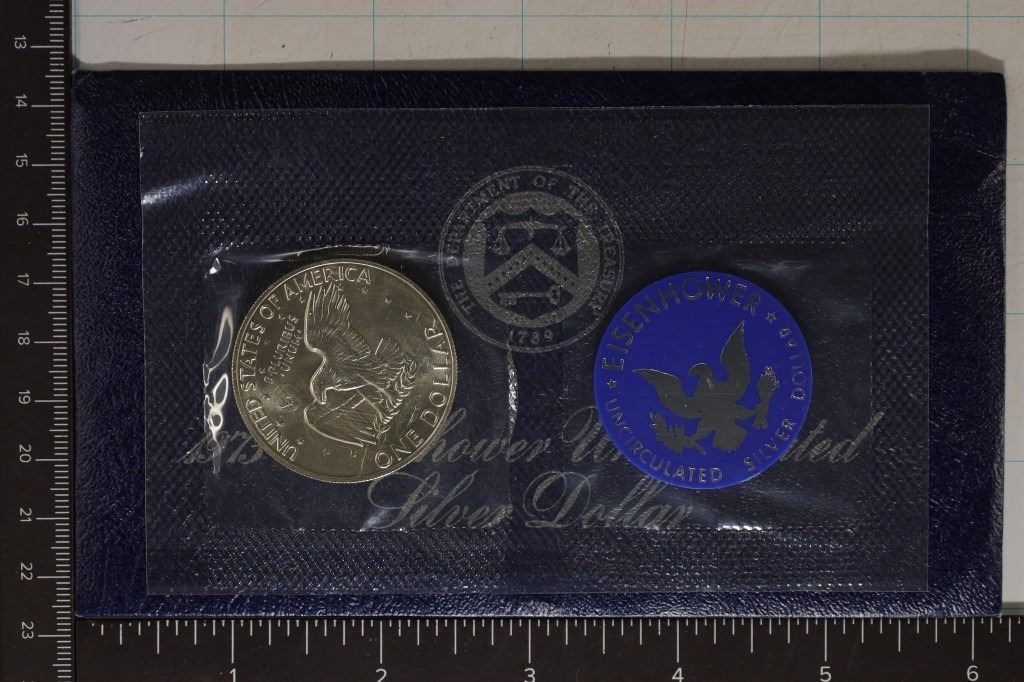 13
14
15
16
17
18
19
20
21
22
23
THE DEPARTMENT OF THE TREASURY
1789
UNITED STATES OF AMERICA
E
PLURIBUS
UNUM
ONE DOLLAR
EISENHOWER
UNCIRCULATED SILVER DOLLAR
Silver Dollar
1 2 3 4 5 6